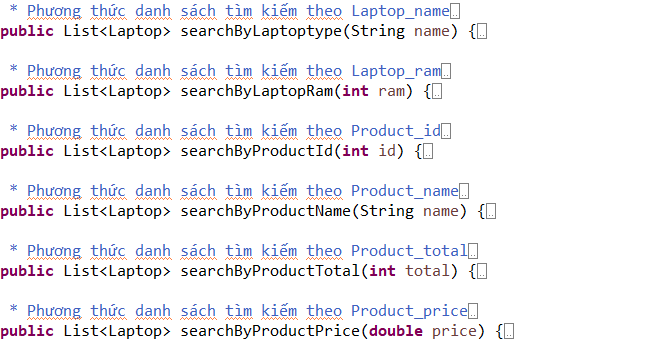 * Phương thức danh sách tìm kiếm theo Laptop_name
public List<Laptop> searchByLaptoptype(String name) {
* Phương thức danh sách tìm kiếm theo Laptop_ram
public List<Laptop> searchByLaptopRam(int ram) {
* Phương thức danh sách tìm kiếm theo Product_id
public List<Laptop> searchByProductId(int id) {
* Phương thức danh sách tìm kiếm theo Product_name
public List<Laptop> searchByProductName(String name) {
* Phương thức danh sách tìm kiếm theo Product_total
public List<Laptop> searchByProductTotal(int total) {
* Phương thức danh sách tìm kiếm theo Product_price
public List<Laptop> searchByProductPrice(double price) {